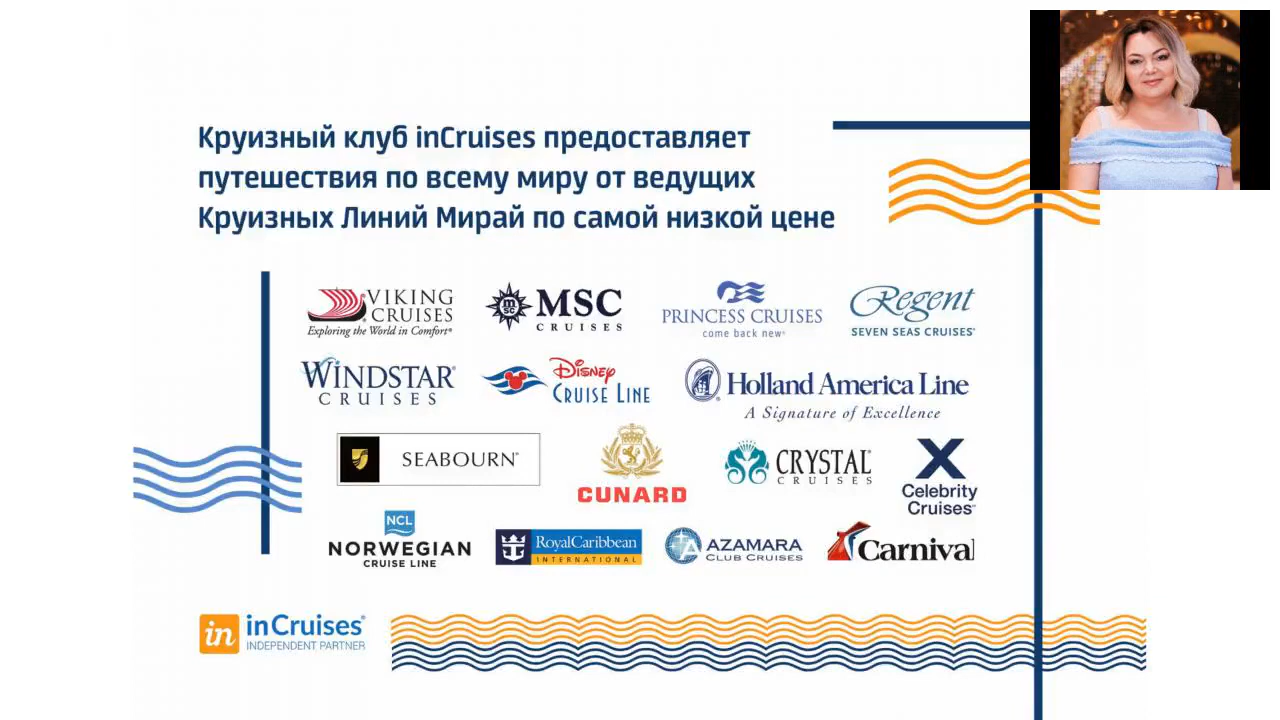 Круизный клуб inCruises предоставляет
путешествия по всему миру от ведущих
Круизных Линий Мирай по самой низкой цене
VIKING CRUISES
Exploring the World in Comfort®
MSC
CRUISES
PRINCESS CRUISES
come back new®
Regent
SEVEN SEAS CRUISES®
WINDSTAR®
CRUISES
Disney
CRUISE LINE
Holland America Line
A Signature of Excellence
SEABOURN®
CUNARD
CRYSTAL
CRUISES
X
Celebrity
Cruises
NCL
NORWEGIAN
CRUISE LINE
RoyalCaribbean
INTERNATIONAL
AZAMARA
CLUB CRUISES
Carnival
in
inCruises®
INDEPENDENT PARTNER